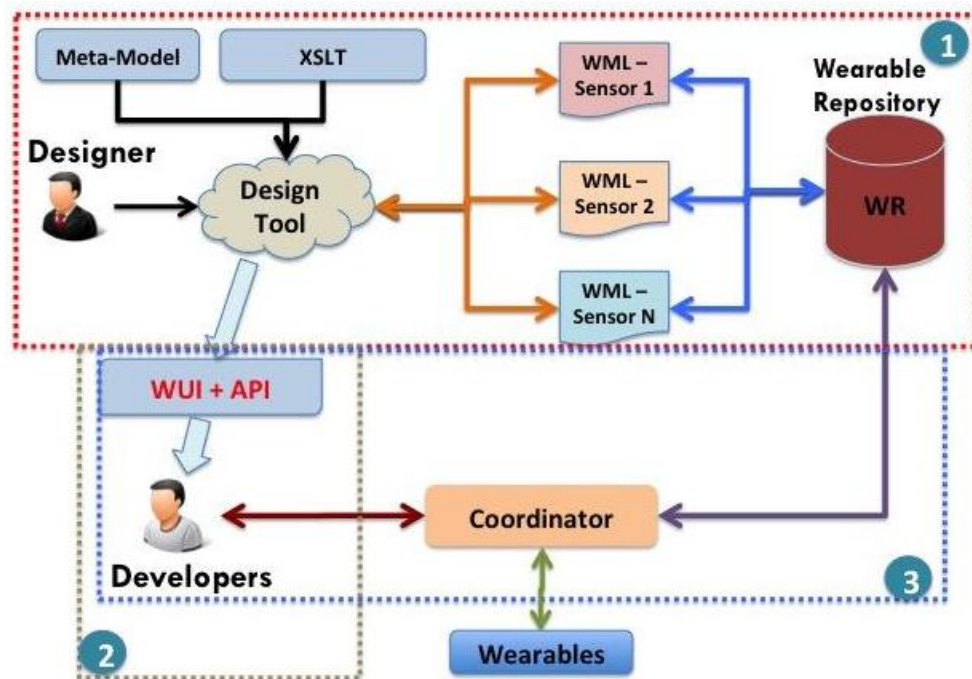 1
Meta-Model
XSLT
WML –
Sensor 1
Wearable
Repository
Designer
Design
Tool
WML –
Sensor 2
WR
WML –
Sensor N
WUI + API
Coordinator
Developers
3
2
Wearables